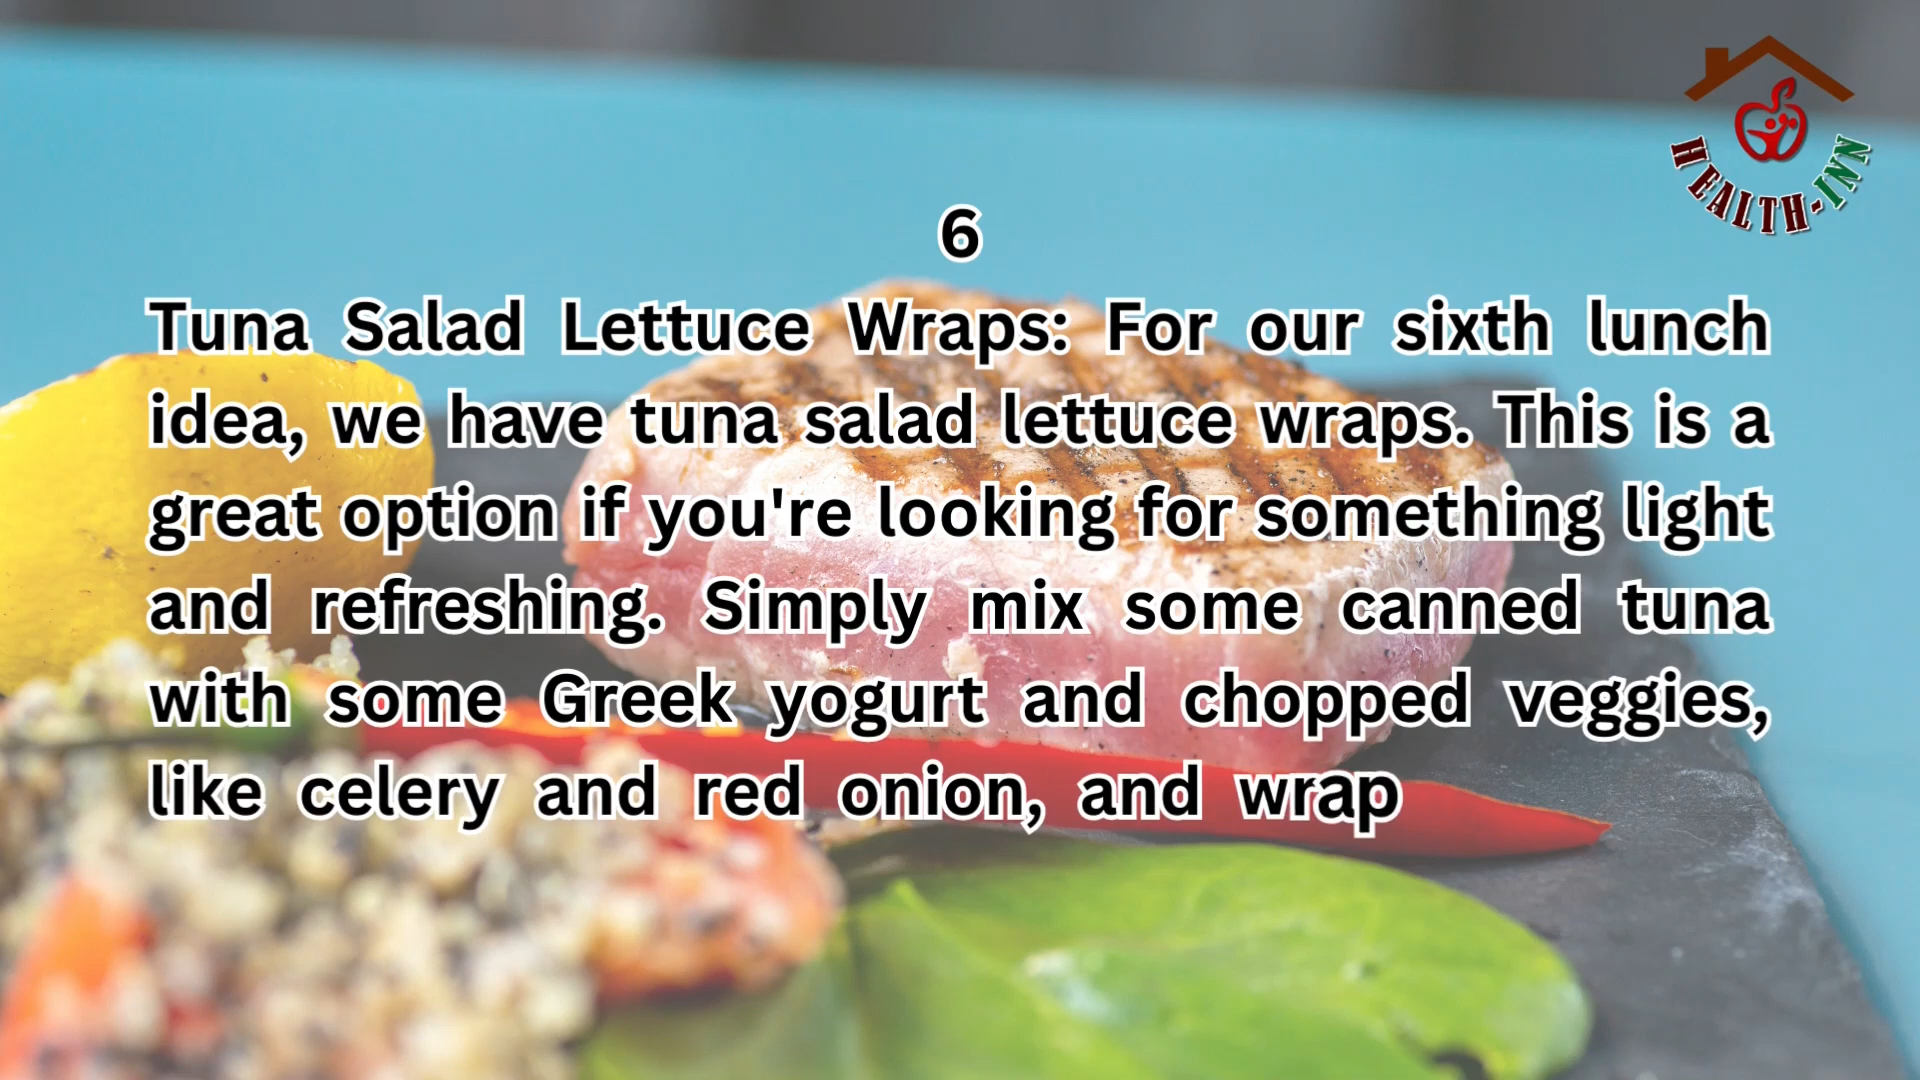 HEALTH-INN
6
Tuna Salad Lettuce Wraps: For our sixth lunch
idea, we have tuna salad lettuce wraps. This is a
great option if you're looking for something light
and refreshing. Simply mix some canned tuna
with some Greek yogurt and chopped veggies,
like celery and red onion, and wrap